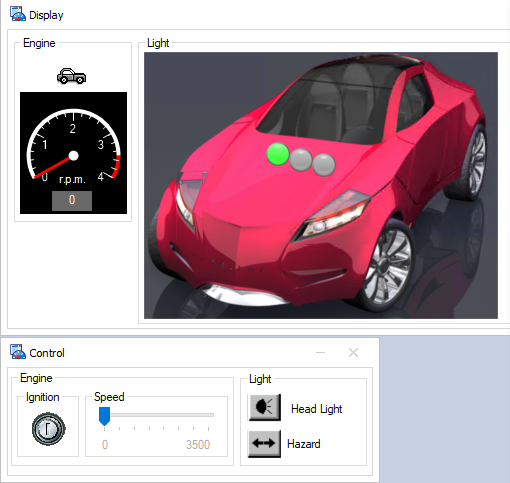 Display
Engine
Light
0
1
2
3
4
r.p.m.
0
Control
Engine
Light
Ignition
Speed
0
3500
Head Light
Hazard